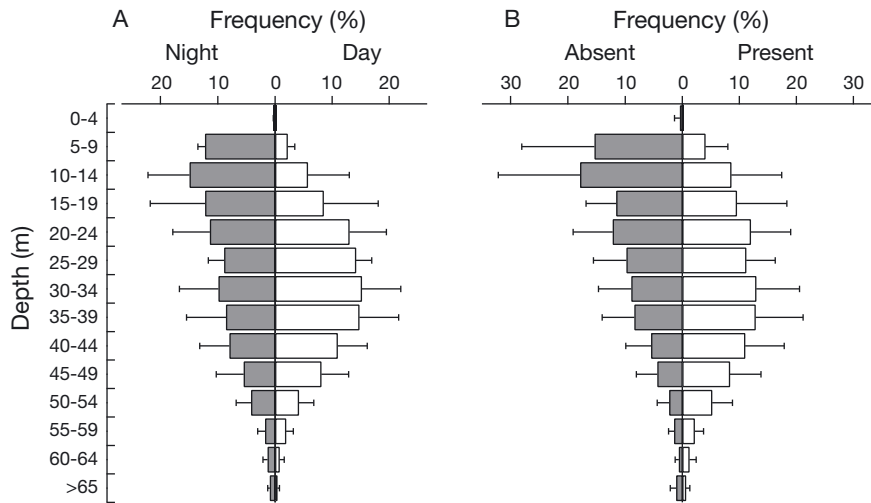 A Frequency (%)
Night Day
20 10 0 10 20
B Frequency (%)
Absent Present
30 20 10 0 10 20 30
Depth (m)
0-4
5-9
10-14
15-19
20-24
25-29
30-34
35-39
40-44
45-49
50-54
55-59
60-64
>65